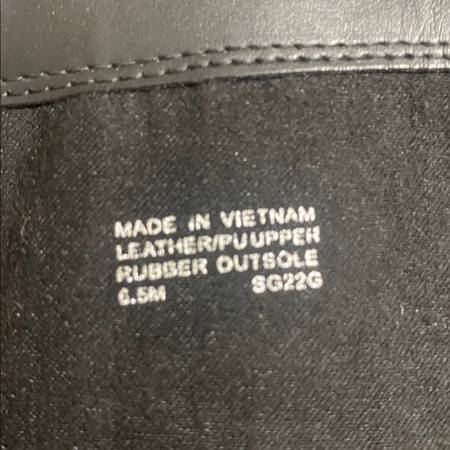 MADE IN VIETNAM
LEATHER/PU UPPER
RUBBER OUTSOLE
6.5M SG22G